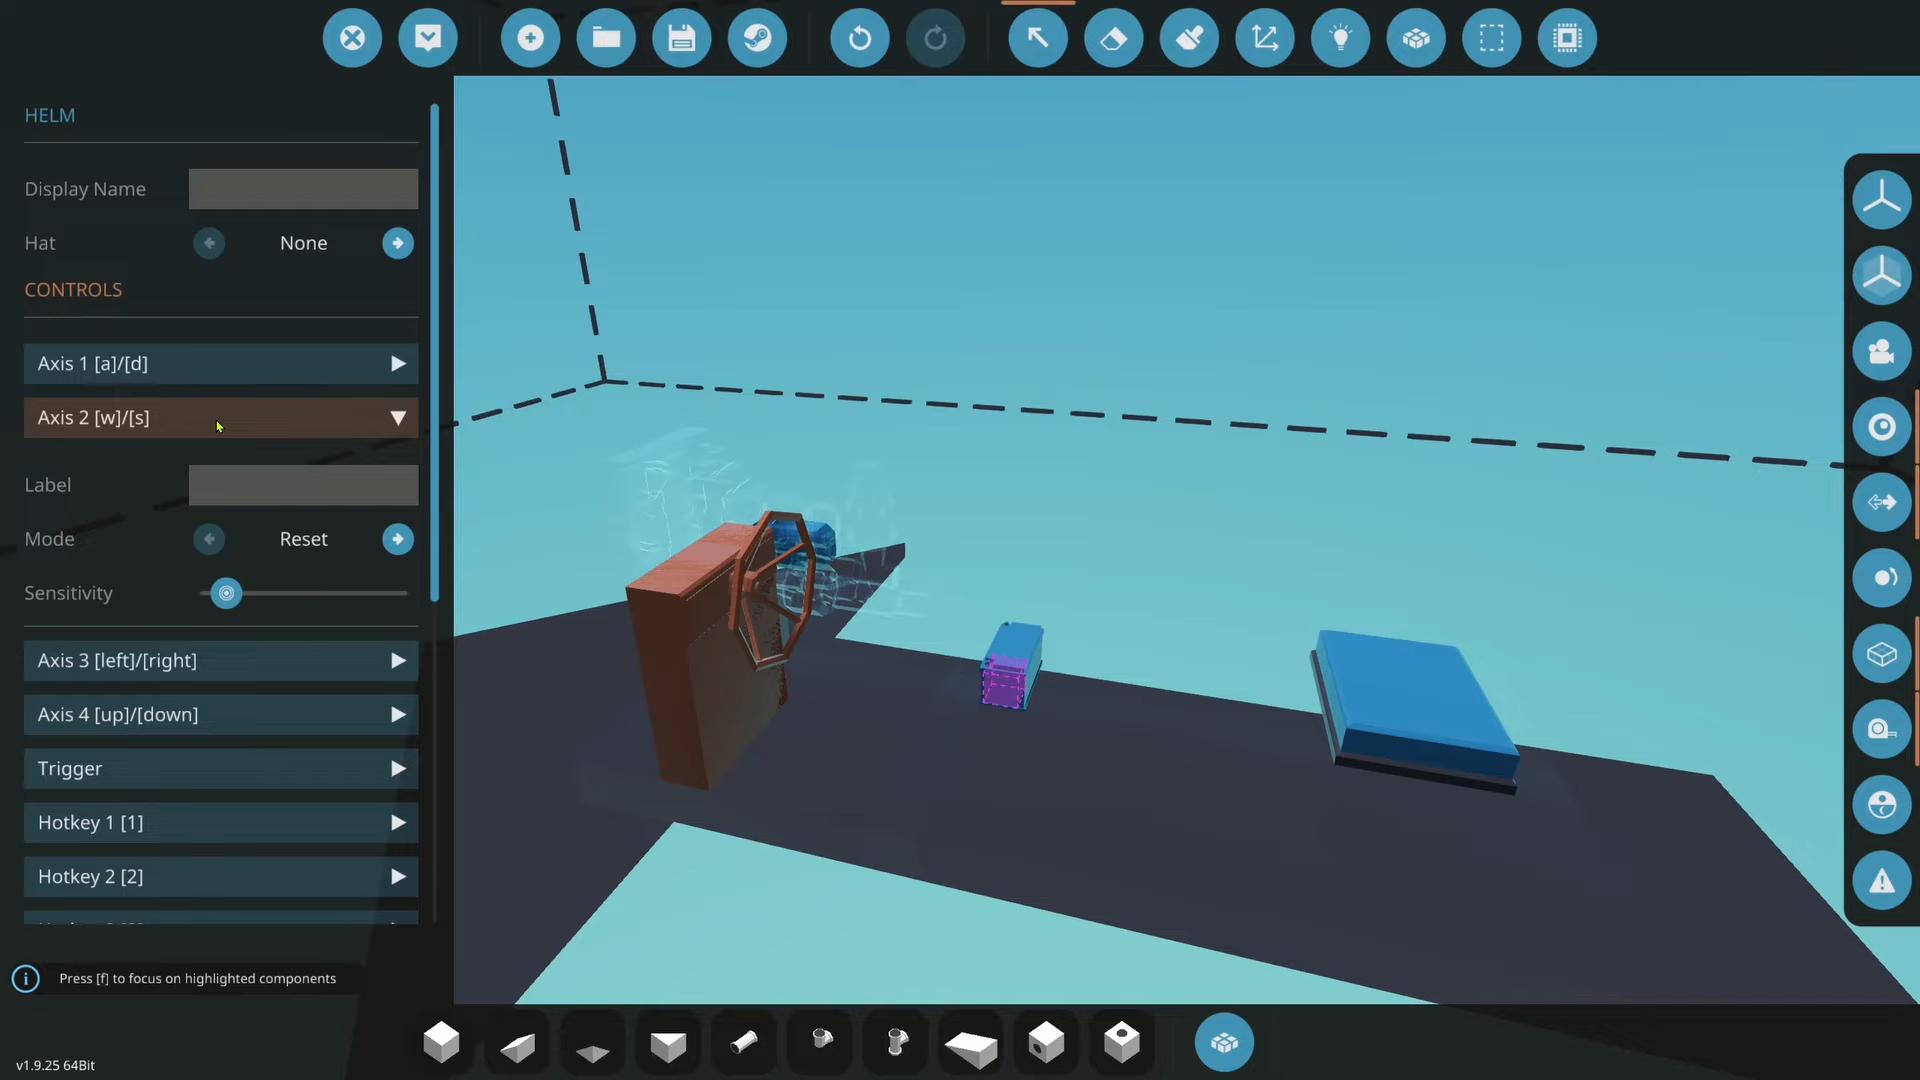 HELM
Display Name
Hat None
CONTROLS
Axis 1 [a]/[d]
Axis 2 [w]/[s]
Label
Mode Reset
Sensitivity
Axis 3 [left]/[right]
Axis 4 [up]/[down]
Trigger
Hotkey 1 [1]
Hotkey 2 [2]
Press [f] to focus on highlighted components
v1.9.25 64Bit